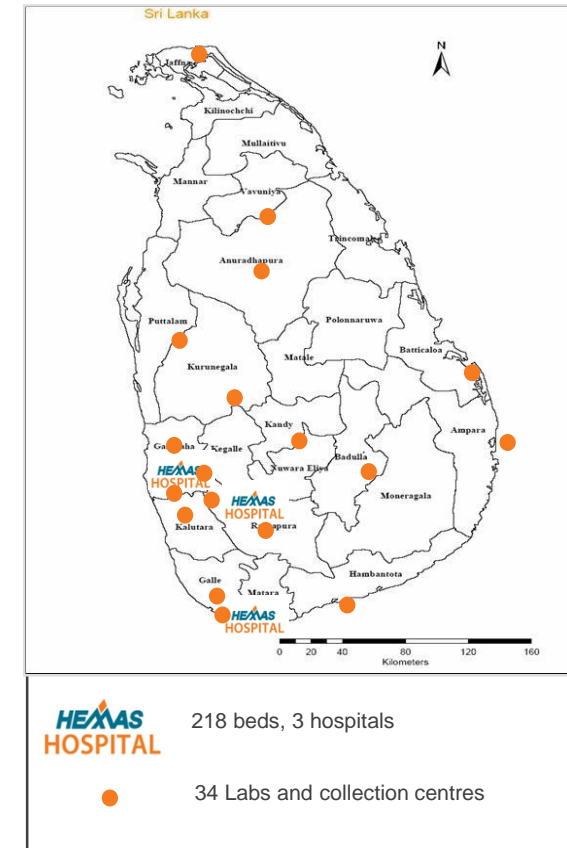 Sri Lanka
N
Jaffna
Kilinochchi
Mullaitivu
Mannar
Vavuniya
Trincomalee
Anuradhapura
Puttalam
Polonnaruwa
Kurunegala
Matale
Batticaloa
Kandy
Ampara
Kegalle
Nuwara Eliya
Badulla
HEMAS
HOSPITAL
Moneragala
HEMAS
HOSPITAL
Kalutara
Hambantota
Galle
Matara
HEMAS
HOSPITAL
0 20 40 80 120 160
Kilometers
HEMAS
HOSPITAL
218 beds, 3 hospitals
34 Labs and collection centres